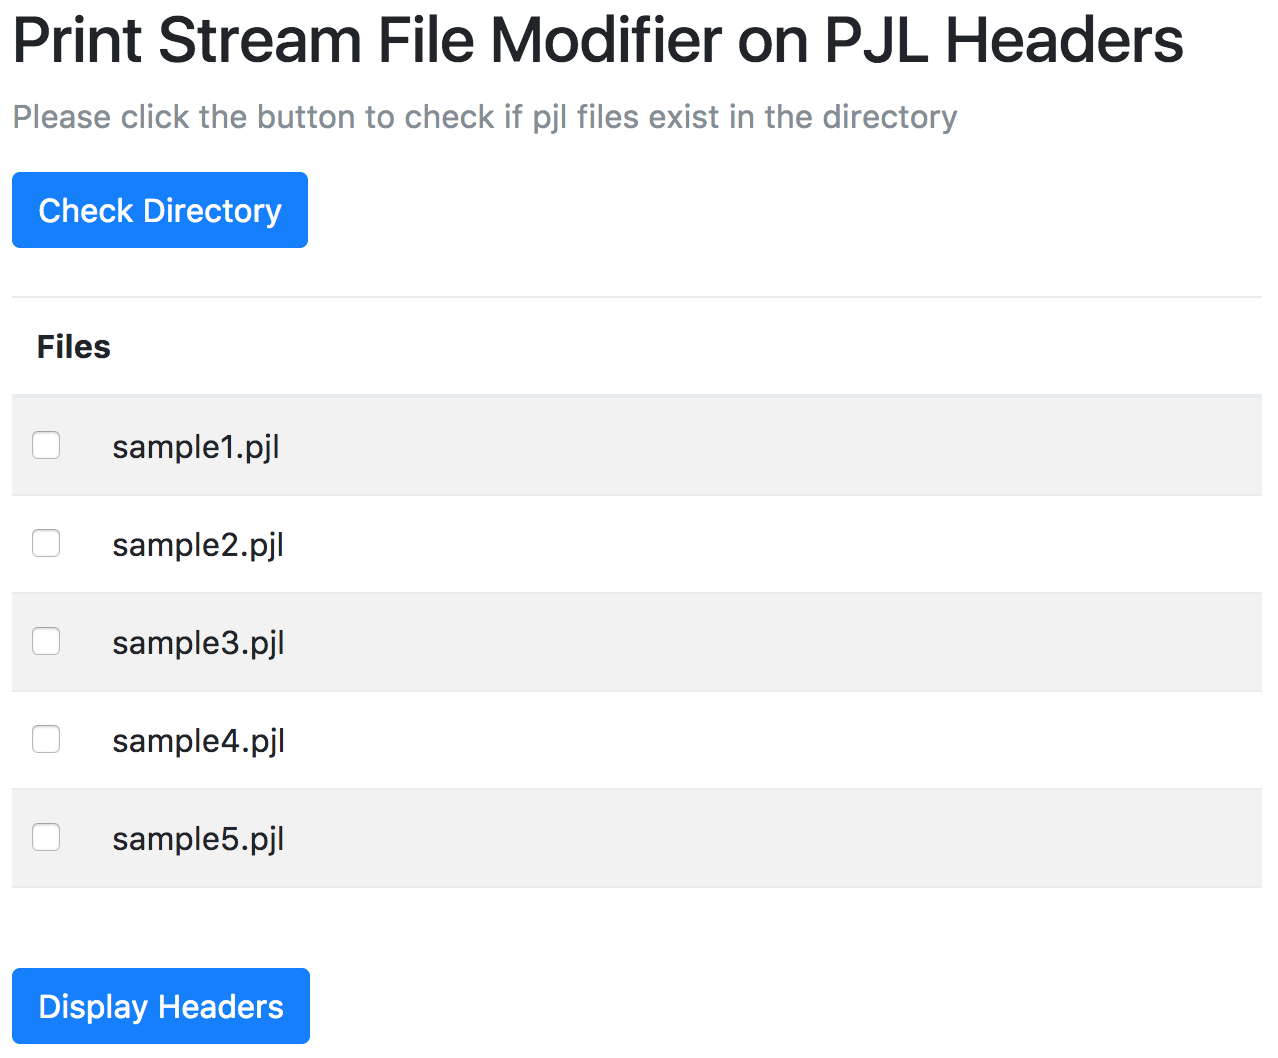 Print Stream File Modifier on PJL Headers
Please click the button to check if pjl files exist in the directory
Check Directory
Files
sample1.pjl
sample2.pjl
sample3.pjl
sample4.pjl
sample5.pjl
Display Headers